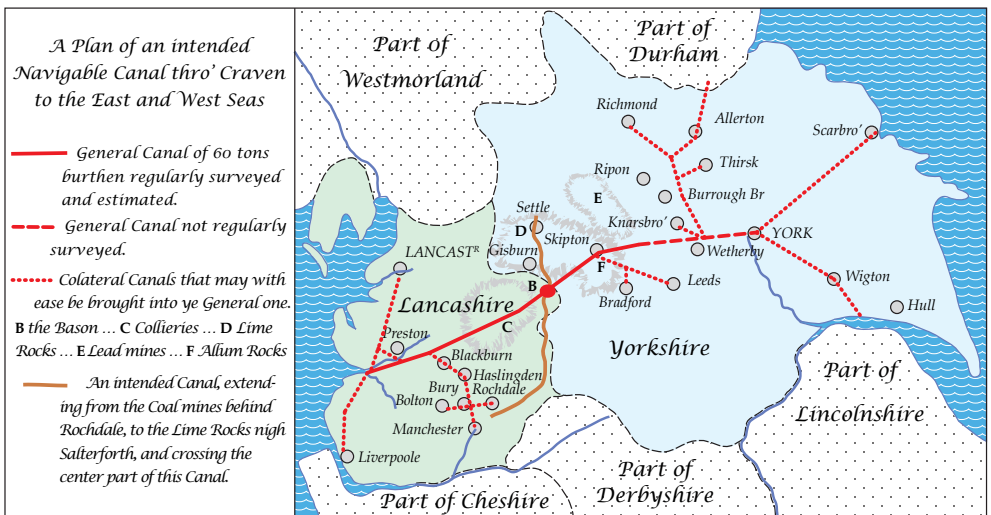 A Plan of an intended
Navigable Canal thro' Craven
to the East and West Seas
General Canal of 60 tons
burthen regularly surveyed
and estimated.
General Canal not regularly
surveyed.
Colateral Canals that may with
ease be brought into ye General one.
B the Bason ... C Collieries ... D Lime
Rocks ... E Lead mines ... F Allum Rocks
An intended Canal, extend-
ing from the Coal mines behind
Rochdale, to the Lime Rocks nigh
Salterforth, and crossing the
center part of this Canal.
Part of
Westmorland
Part of
Durham
Richmond
Allerton
Scarbro'
Thirsk
Ripon
E
Burrough Br
Settle
D
Knarsbro'
Skipton
YORK
Gisburn
Wetherby
LANCASTR
F
Leeds
Wigton
B
Bradford
Hull
Lancashire
C
Preston
Yorkshire
Blackburn
Haslingden
Bury
Rochdale
Bolton
Manchester
Liverpoole
Part of
Lincolnshire
Part of
Derbyshire
Part of Cheshire